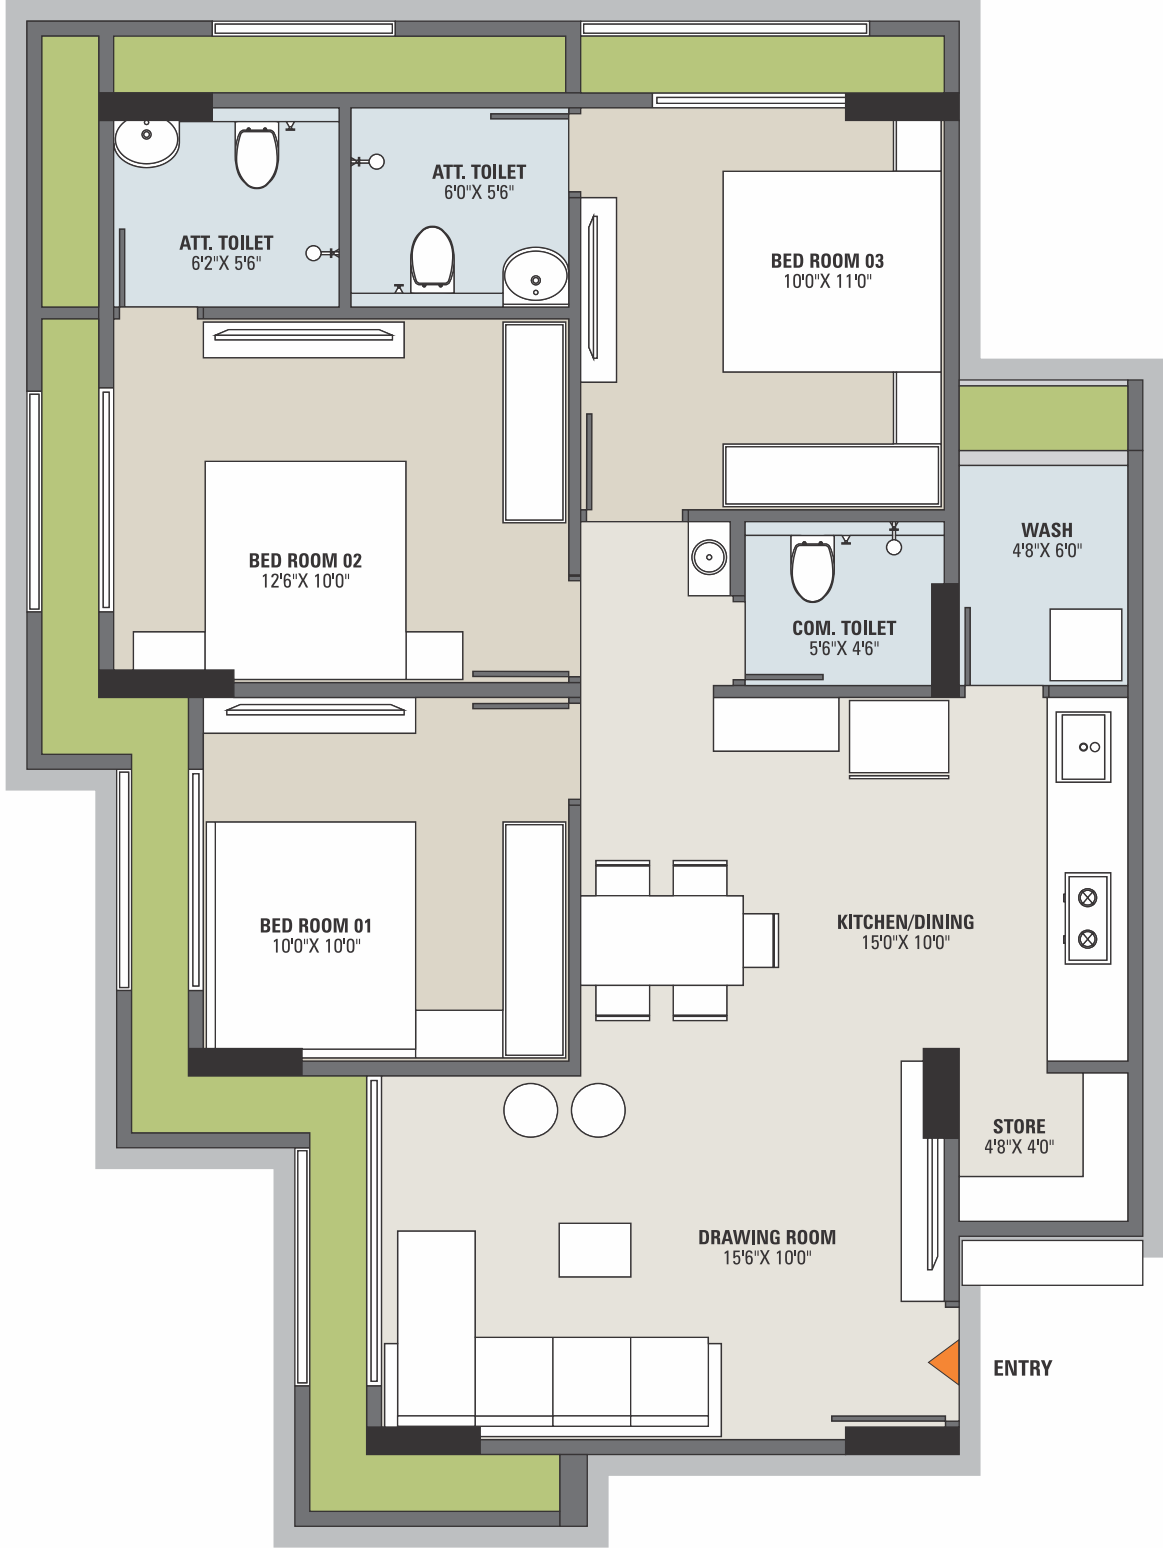 ATT. TOILET
6'0"X 5'6"
ATT. TOILET
6'2"X 5'6"
BED ROOM 03
10'0"X 11'0"
WASH
4'8"X 6'0"
BED ROOM 02
12'6"X 10'0"
COM. TOILET
5'6"X 4'6"
BED ROOM 01
10'0"X 10'0"
KITCHEN/DINING
15'0"X 10'0"
STORE
4'8"X 4'0"
DRAWING ROOM
15'6"X 10'0"
ENTRY